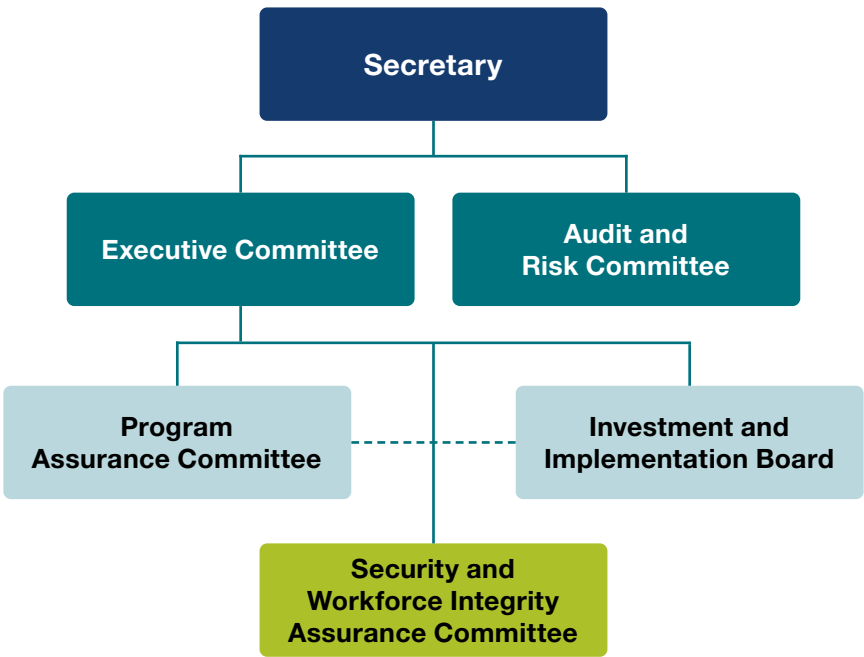 Secretary
Executive Committee
Audit and
Risk Committee
Program
Assurance Committee
Investment and
Implementation Board
Security and
Workforce Integrity
Assurance Committee